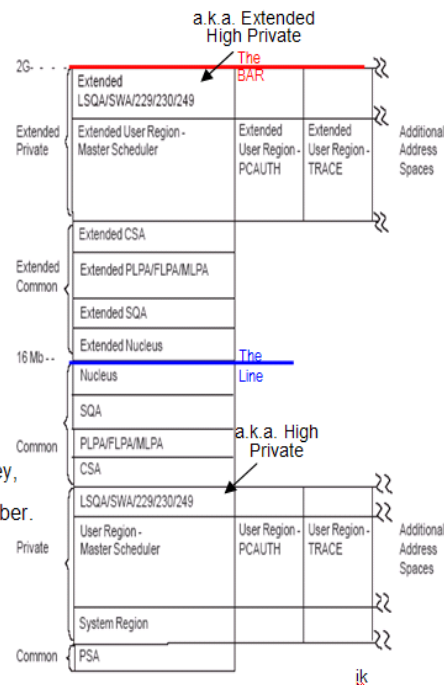 a.k.a. Extended
High Private
2G- - - -
The
BAR
Extended
LSQA/SWA/229/230/249
Extended
Private
Extended User Region -
Master Scheduler
Extended
User Region -
PCAUTH
Extended
User Region -
TRACE
Additional
Address
Spaces
Extended CSA
Extended
Common
Extended PLPA/FLPA/MLPA
Extended SQA
Extended Nucleus
16 Mb --
The
Line
Nucleus
SQA
Common
PLPA/FLPA/MLPA
CSA
a.k.a. High
Private
ey,
LSQA/SWA/229/230/249
ber.
Private
User Region -
Master Scheduler
User Region -
PCAUTH
User Region -
TRACE
Additional
Address
Spaces
System Region
Common
PSA
ik